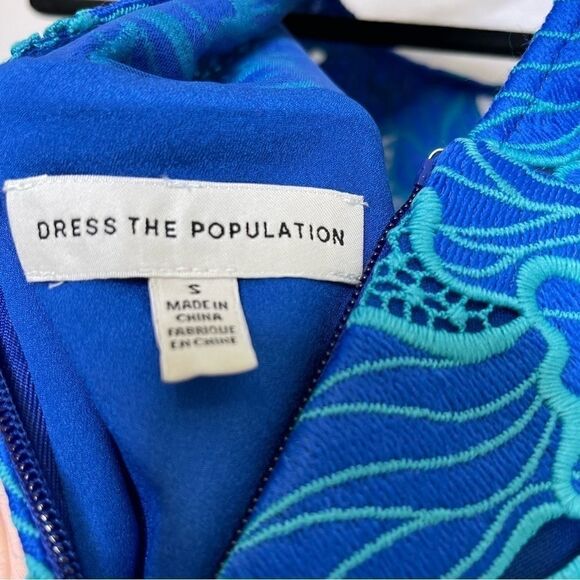 DRESS THE POPULATION
S
MADE IN
CHINA
FABRIQUE
EN CHINE